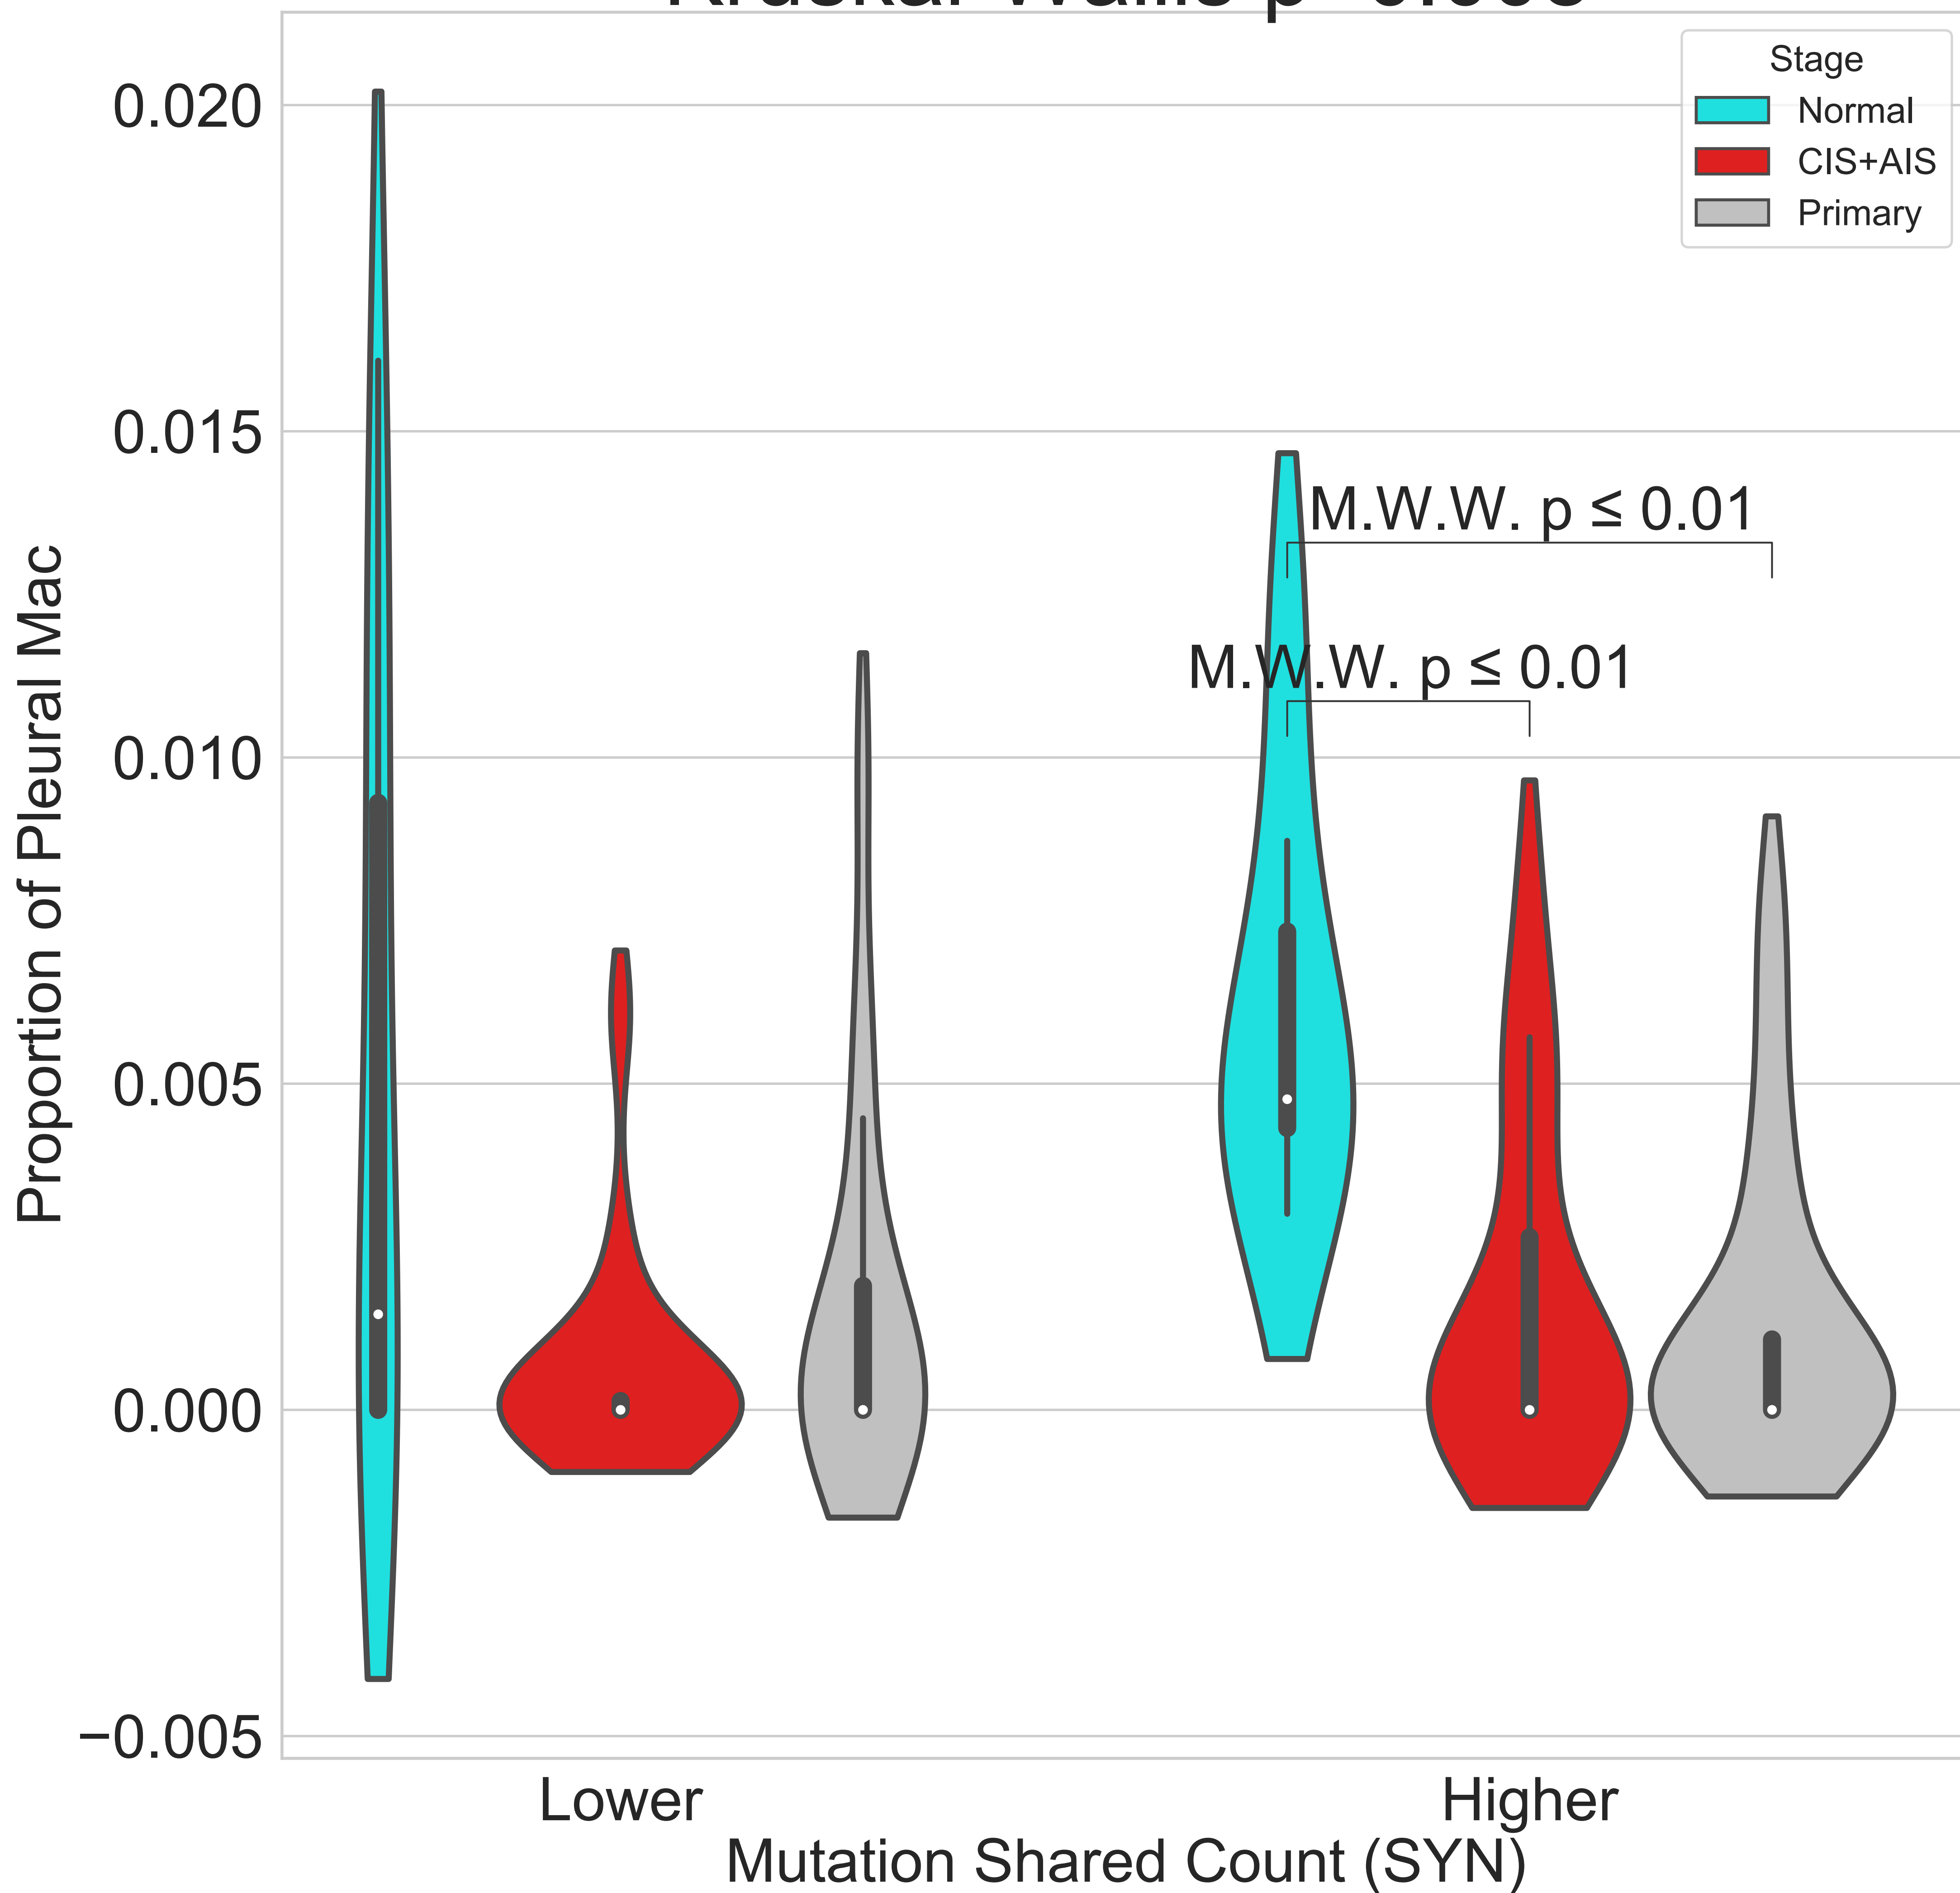 Stage
Normal
CIS+AIS
Primary
0.020
0.015
0.010
0.005
0.000
−0.005
Proportion of Pleural Mac
M.W.W. p ≤ 0.01
M.W.W. p ≤ 0.01
Lower
Higher
Mutation Shared Count (SYN)